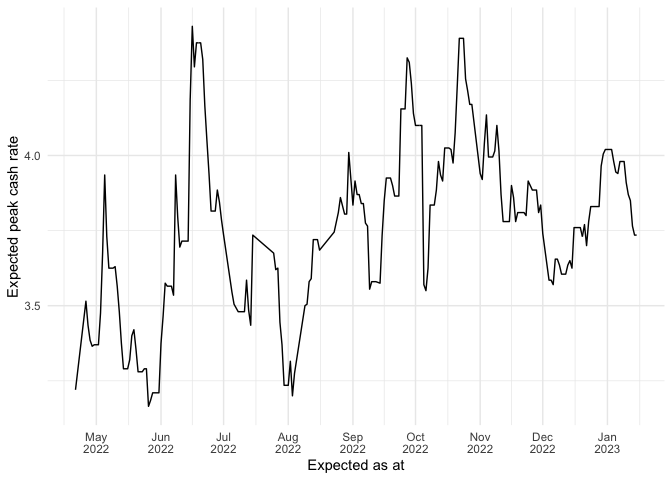 Expected peak cash rate
4.0
3.5
May Jun Jul Aug Sep Oct Nov Dec Jan
2022 2022 2022 2022 2022 2022 2022 2022 2023
Expected as at